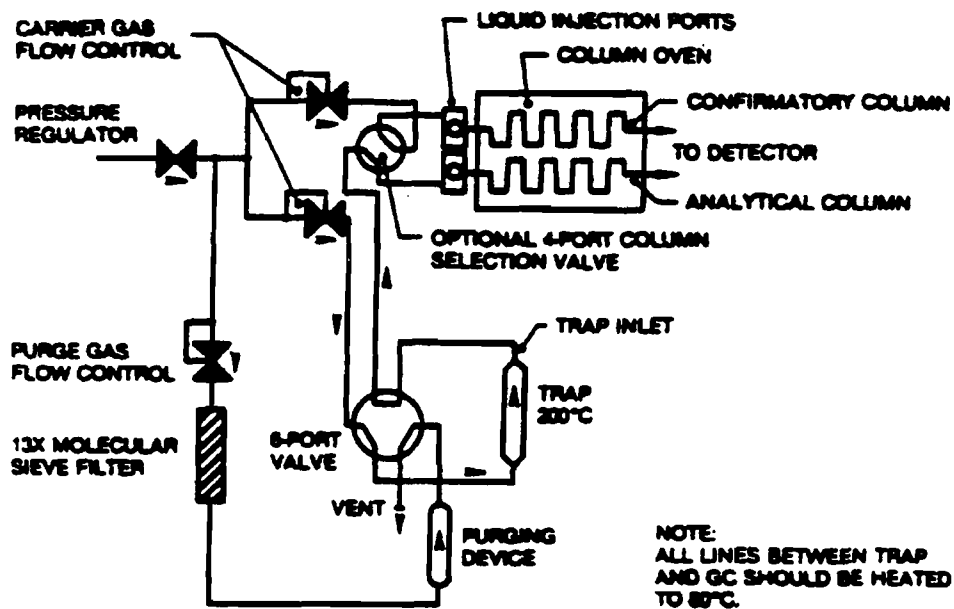 CARRIER GAS
FLOW CONTROL
LIQUID INJECTION PORTS
COLUMN OVEN
PRESSURE
REGULATOR
CONFIRMATORY COLUMN
TO DETECTOR
ANALYTICAL COLUMN
OPTIONAL 4-PORT COLUMN
SELECTION VALVE
TRAP INLET
PURGE GAS
FLOW CONTROL
TRAP
200°C
6-PORT
VALVE
13X MOLECULAR
SIEVE FILTER
VENT
PURGING
DEVICE
NOTE:
ALL LINES BETWEEN TRAP
AND GC SHOULD BE HEATED
TO 80°C.